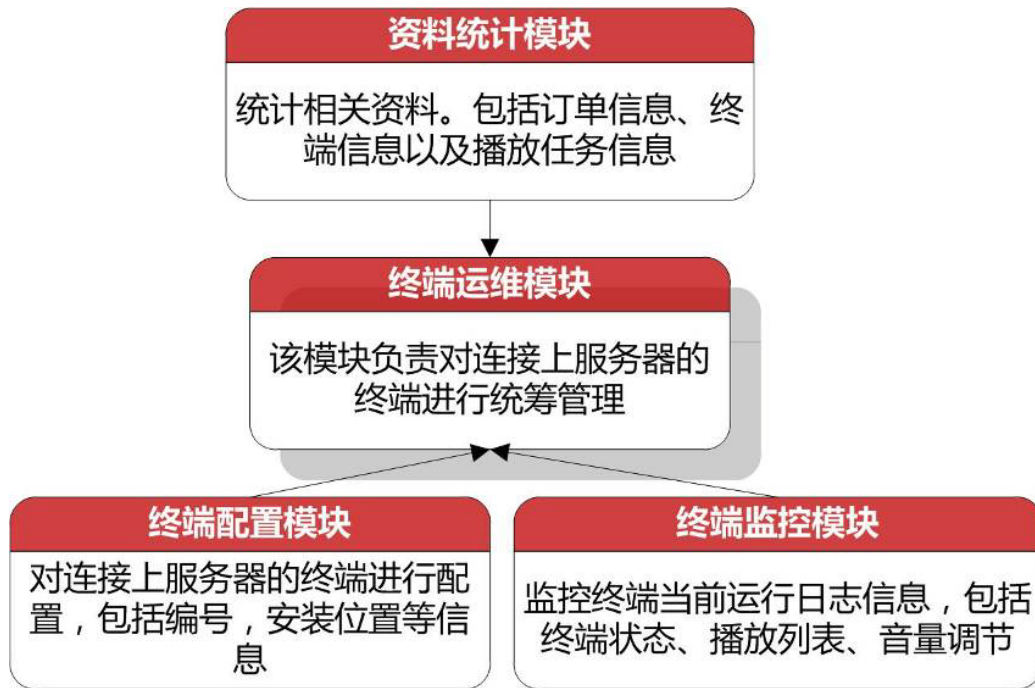 资料统计模块
统计相关资料。包括订单信息、终
端信息以及播放任务信息
终端运维模块
该模块负责对连接上服务器的
终端进行统筹管理
终端配置模块
对连接上服务器的终端进行配
置，包括编号，安装位置等信
息
终端监控模块
监控终端当前运行日志信息，包括
终端状态、播放列表、音量调节